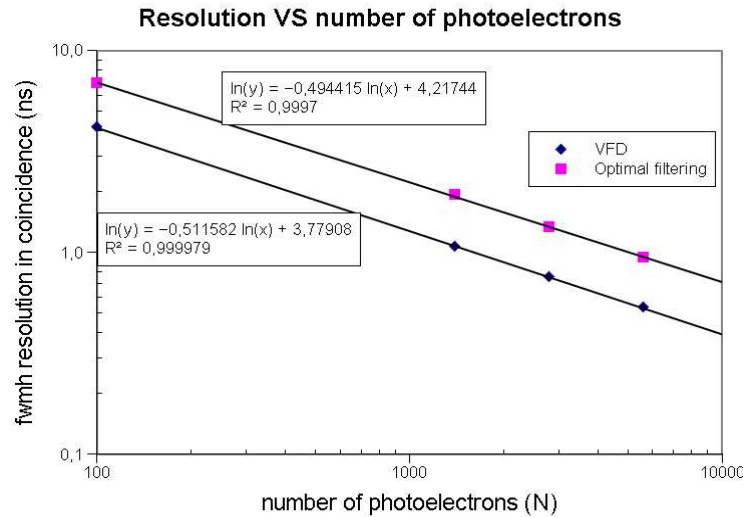 Resolution VS number of photoelectrons
10,0
ln(y) = −0,494415 ln(x) + 4,21744
R² = 0,9997
VFD
Optimal filtering
ln(y) = −0,511582 ln(x) + 3,77908
R² = 0,999979
1,0
0,1
100
1000
10000
fwmh resolution in coincidence (ns)
number of photoelectrons (N)